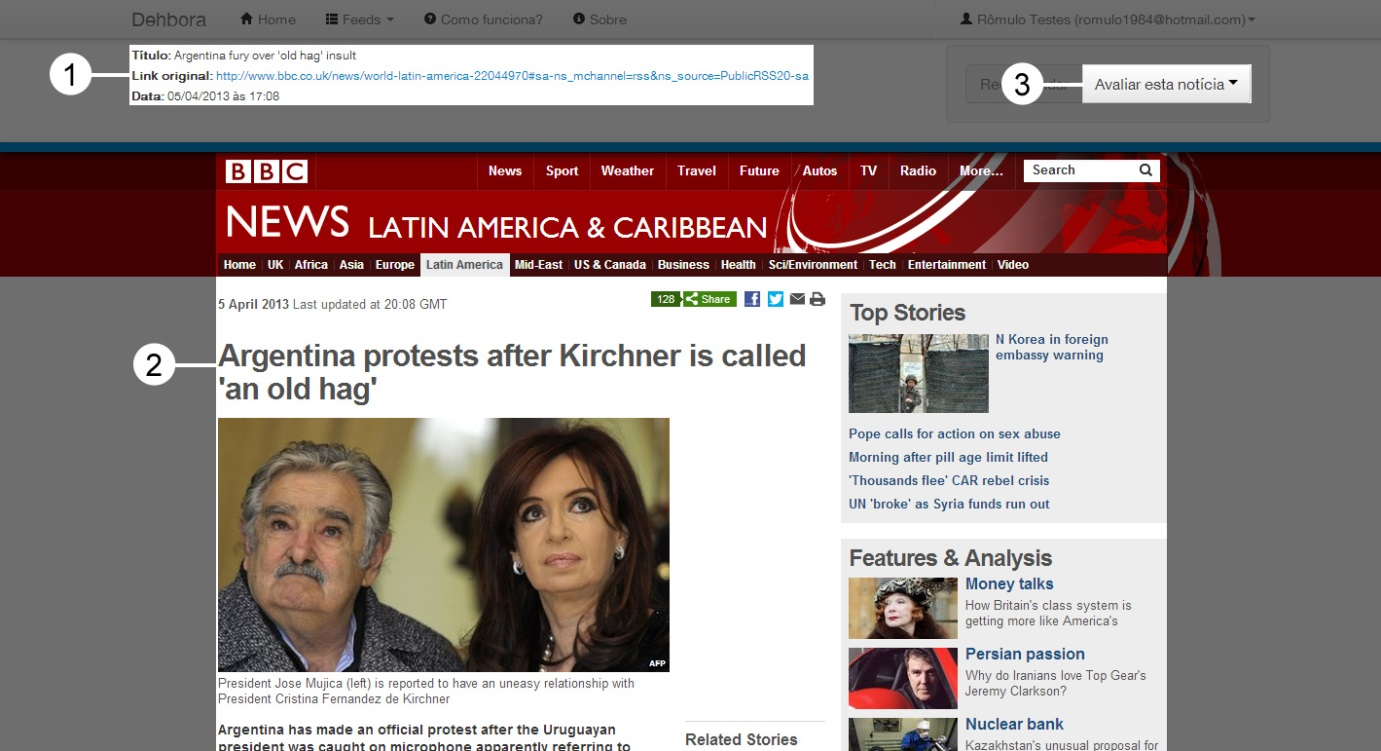 Dehbora Home Feeds Como funciona? Sobre Rômulo Testes (romulo1984@hotmail.com)
1
Título: Argentina fury over 'old hag' insult
Link original: http://www.bbc.co.uk/news/world-latin-america-22044970#sa-ns_mchannel=rss&ns_source=PublicRSS20-sa
Data: 05/04/2013 às 17:08
3
Avaliar esta notícia
BBC News Sport Weather Travel Future Autos TV Radio More... Search
NEWS LATIN AMERICA & CARIBBEAN
Home UK Africa Asia Europe Latin America Mid-East US & Canada Business Health Sci/Environment Tech Entertainment Video
5 April 2013 Last updated at 20:08 GMT
128 Share f
2
Argentina protests after Kirchner is called
'an old hag'
AFP
President Jose Mujica (left) is reported to have an uneasy relationship with
President Cristina Fernandez de Kirchner
Argentina has made an official protest after the Uruguayan
president was caught on microphone apparently referring to
Related Stories
Top Stories
N Korea in foreign
embassy warning
Pope calls for action on sex abuse
Morning after pill age limit lifted
'Thousands flee' CAR rebel crisis
UN 'broke' as Syria funds run out
Features & Analysis
Money talks
How Britain's class system is
getting more like America's
Persian passion
Why do Iranians love Top Gear's
Jeremy Clarkson?
Nuclear bank
Kazakhstan's unusual proposal for